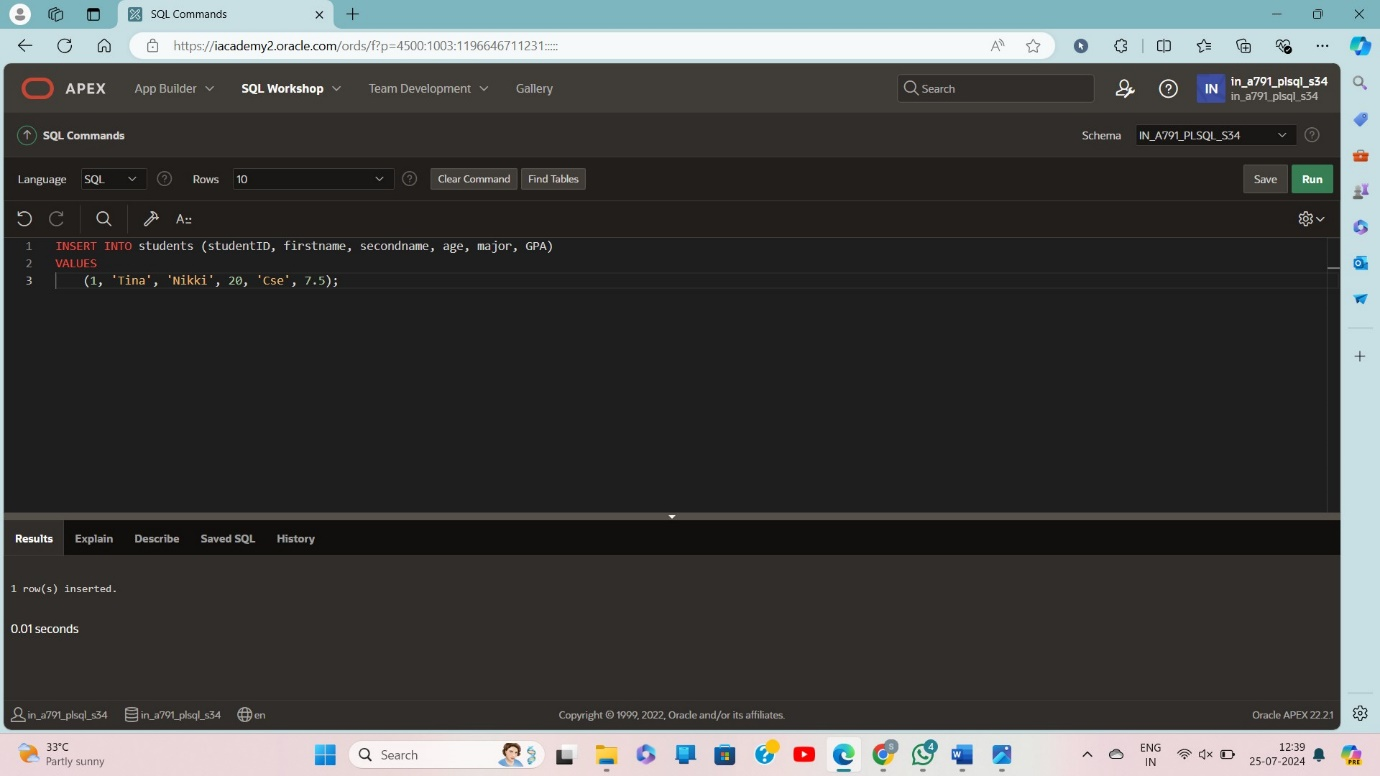 SQL Commands
https://iacademy2.oracle.com/ords/f?p=4500:1003:1196646711231:::::
APEX App Builder SQL Workshop Team Development Gallery Search IN in_a791_plsql_s34
in_a791_plsql_s34
SQL Commands Schema IN_A791_PLSQL_S34
Language SQL Rows 10 Clear Command Find Tables Save Run
1 INSERT INTO students (studentID, firstname, secondname, age, major, GPA)
2 VALUES
3 (1, 'Tina', 'Nikki', 20, 'Cse', 7.5);
Results Explain Describe Saved SQL History
1 row(s) inserted.
0.01 seconds
in_a791_plsql_s34 in_a791_plsql_s34 en Copyright © 1999, 2022, Oracle and/or its affiliates. Oracle APEX 22.2.1
33°C
Partly sunny
Search
4
ENG
IN
12:39
25-07-2024
PRE